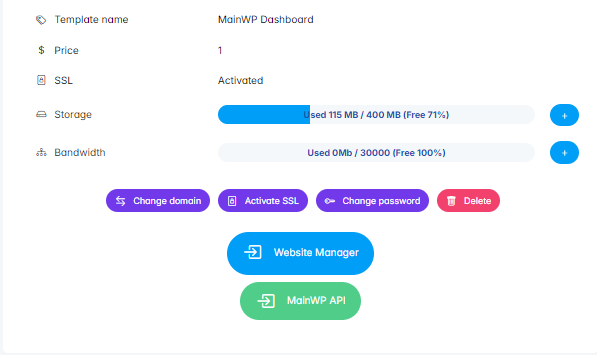 Template name MainWP Dashboard
$ Price 1
SSL Activated
Storage Used 115 MB / 400 MB (Free 71%) +
Bandwidth Used 0Mb / 30000 (Free 100%) +
Change domain Activate SSL Change password Delete
Website Manager
MainWP API